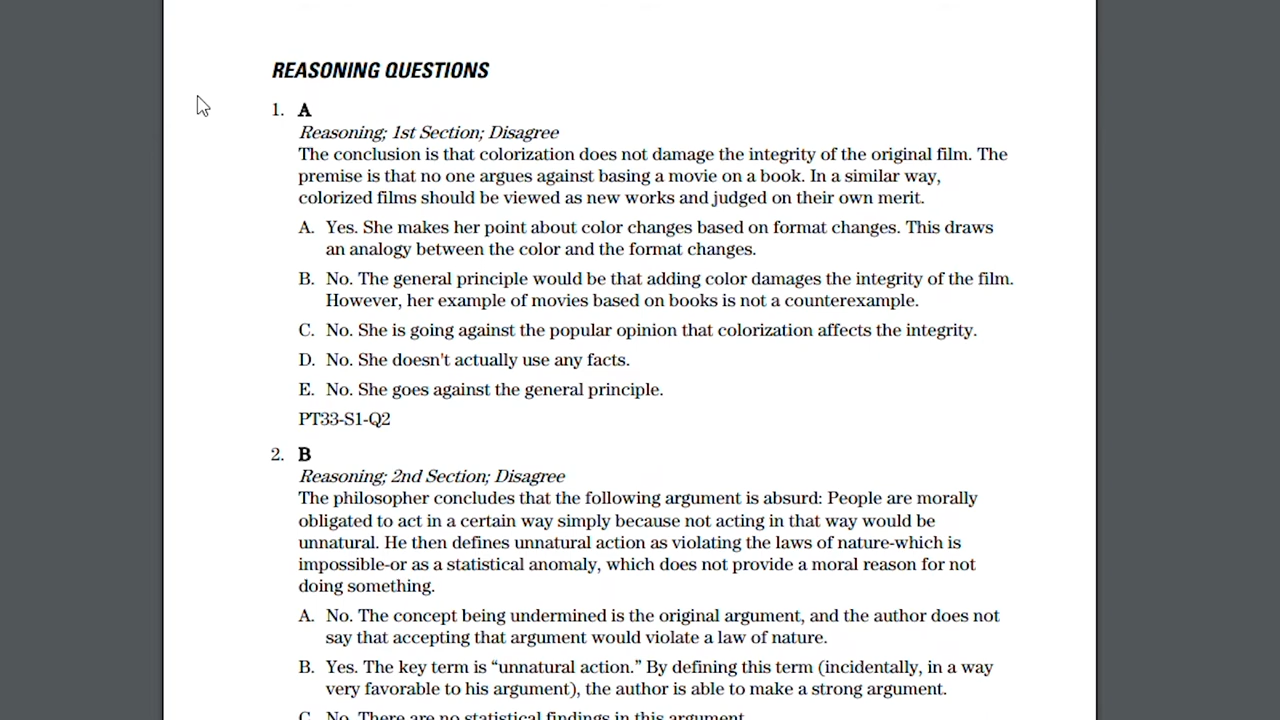 REASONING QUESTIONS
1. A
Reasoning; 1st Section; Disagree
The conclusion is that colorization does not damage the integrity of the original film. The
premise is that no one argues against basing a movie on a book. In a similar way,
colorized films should be viewed as new works and judged on their own merit.
A. Yes. She makes her point about color changes based on format changes. This draws
an analogy between the color and the format changes.
B. No. The general principle would be that adding color damages the integrity of the film.
However, her example of movies based on books is not a counterexample.
C. No. She is going against the popular opinion that colorization affects the integrity.
D. No. She doesn't actually use any facts.
E. No. She goes against the general principle.
PT33-S1-Q2
2. B
Reasoning; 2nd Section; Disagree
The philosopher concludes that the following argument is absurd: People are morally
obligated to act in a certain way simply because not acting in that way would be
unnatural. He then defines unnatural action as violating the laws of nature-which is
impossible-or as a statistical anomaly, which does not provide a moral reason for not
doing something.
A. No. The concept being undermined is the original argument, and the author does not
say that accepting that argument would violate a law of nature.
B. Yes. The key term is “unnatural action.” By defining this term (incidentally, in a way
very favorable to his argument), the author is able to make a strong argument.
C. No. There are no statistical findings in this argument.